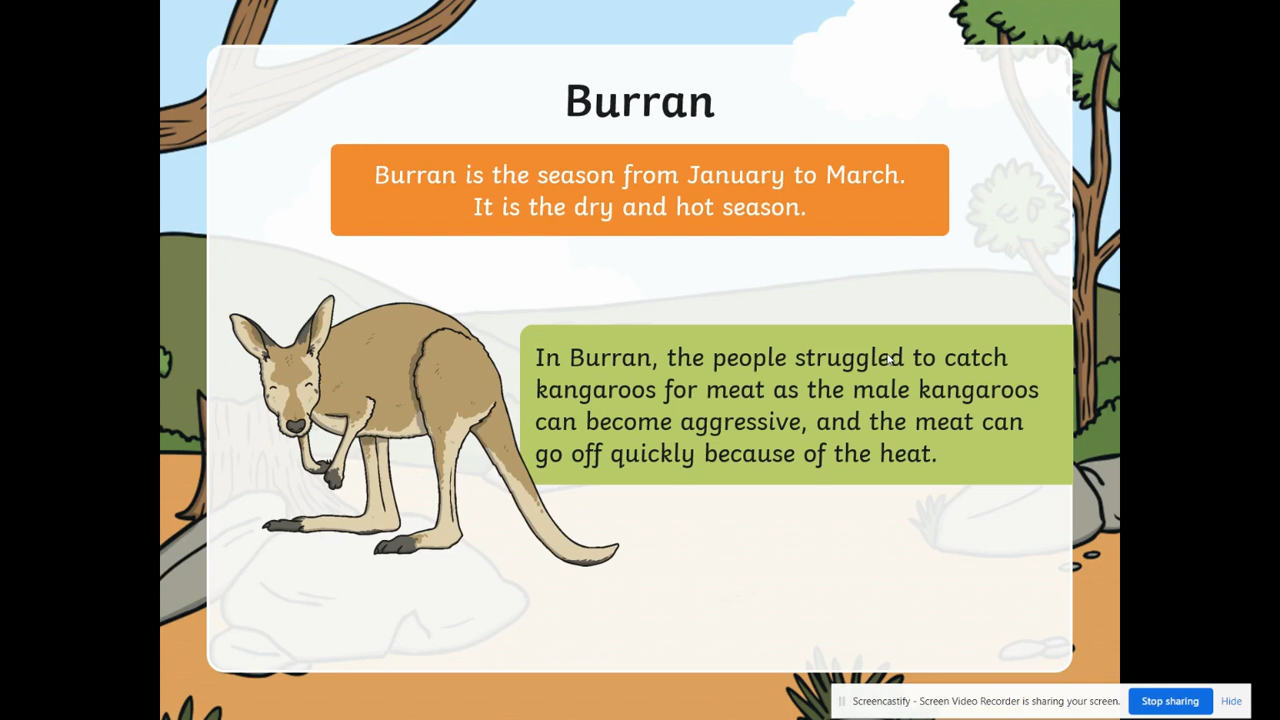 Burran
Burran is the season from January to March.
It is the dry and hot season.
In Burran, the people struggled to catch
kangaroos for meat as the male kangaroos
can become aggressive, and the meat can
go off quickly because of the heat.
Screencastify - Screen Video Recorder is sharing your screen.
Stop sharing
Hide